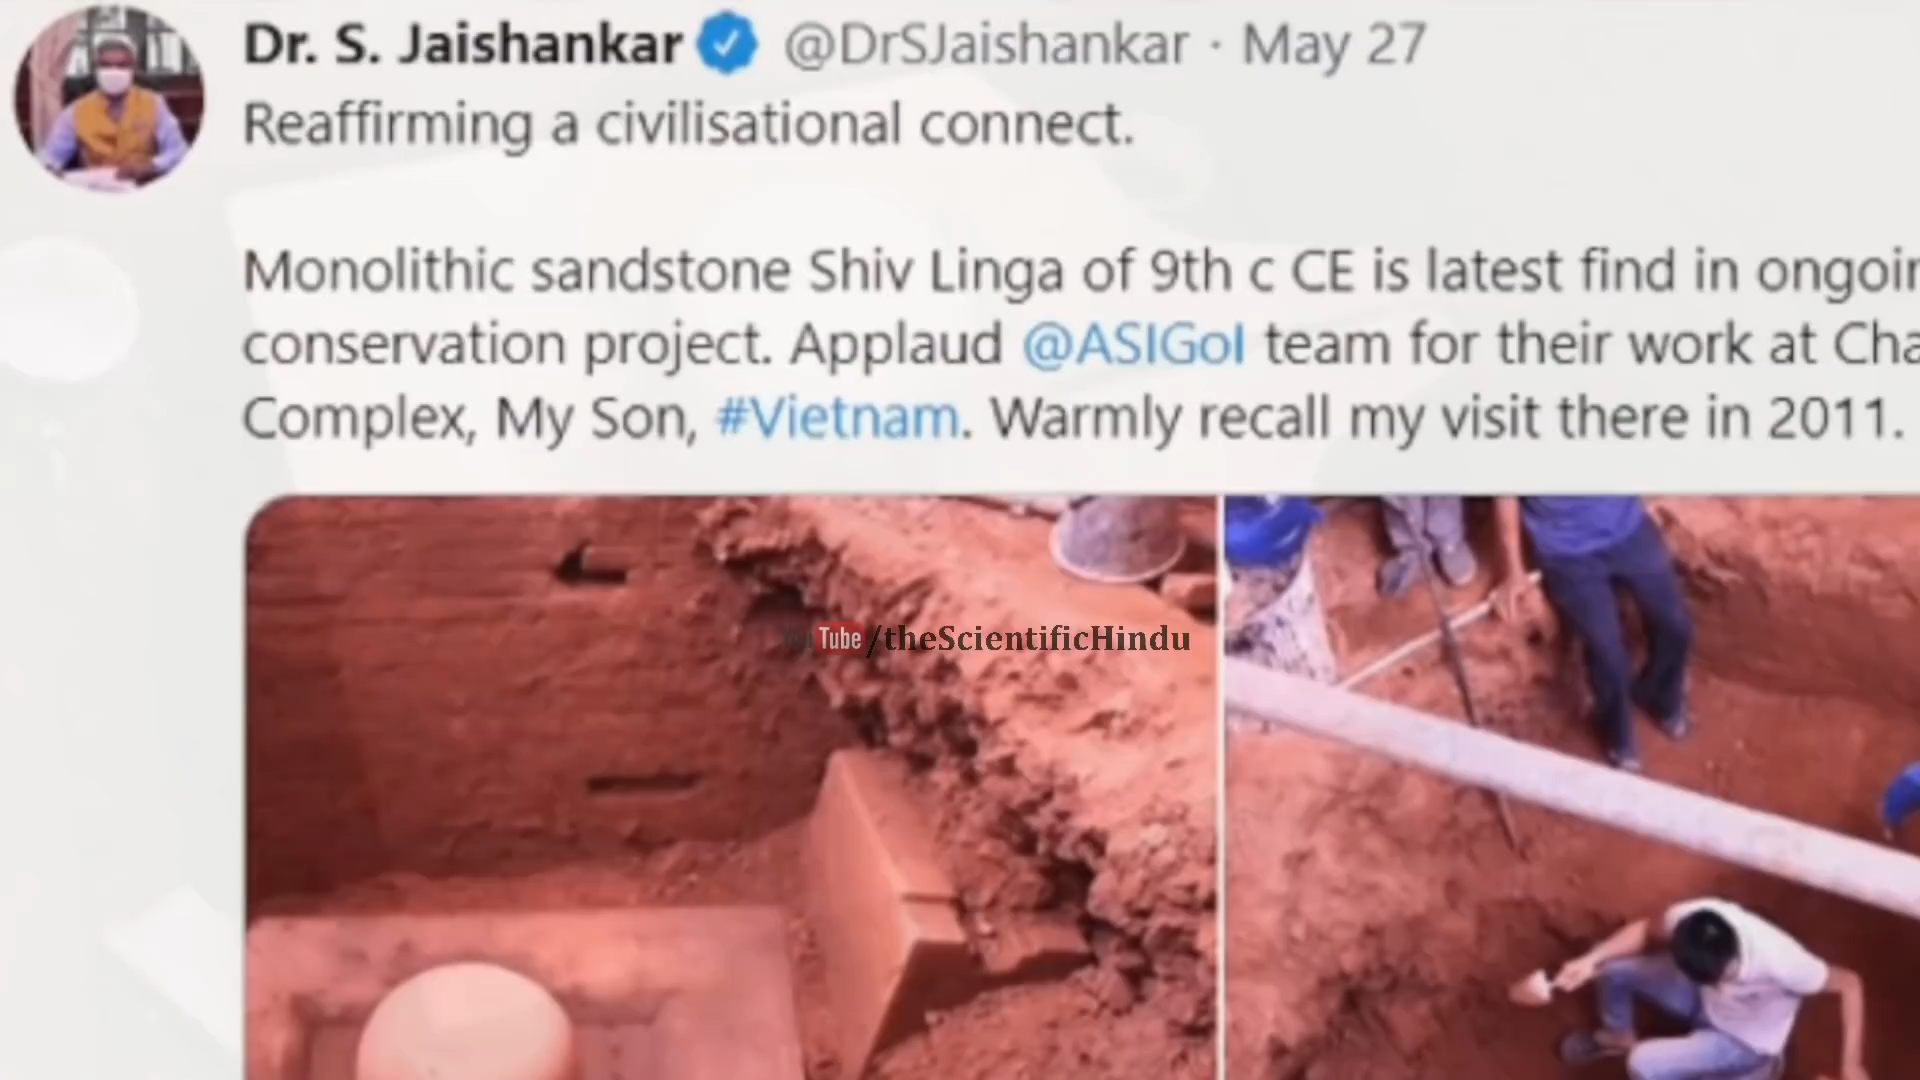 Dr. S. Jaishankar @DrSJaishankar · May 27
Reaffirming a civilisational connect.
Monolithic sandstone Shiv Linga of 9th c CE is latest find in
conservation project. Applaud @ASIGoI team for their work at
Complex, My Son, #Vietnam. Warmly recall my visit there in 2011.
Tube /theScientificHindu